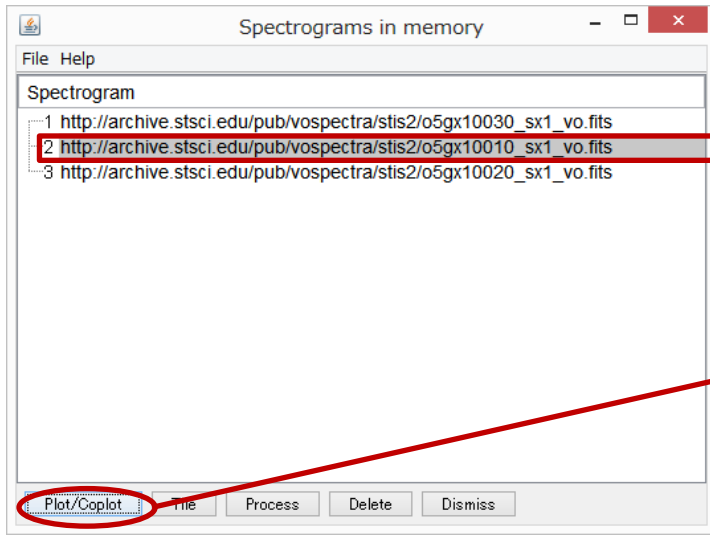 Spectrograms in memory
File Help
Spectrogram
1 http://archive.stsci.edu/pub/vospectra/stis2/o5gx10030_sx1_vo.fits
2 http://archive.stsci.edu/pub/vospectra/stis2/o5gx10010_sx1_vo.fits
3 http://archive.stsci.edu/pub/vospectra/stis2/o5gx10020_sx1_vo.fits
Plot/Coplot Tile Process Delete Dismiss